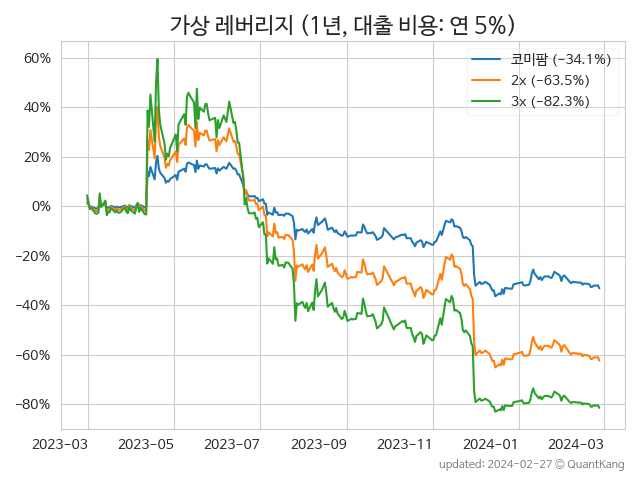 가상 레버리지 (1년, 대출 비용: 연 5%)
코미팜 (-34.1%)
2x (-63.5%)
3x (-82.3%)
60%
40%
20%
0%
-20%
-40%
-60%
-80%
2023-03 2023-05 2023-07 2023-09 2023-11 2024-01 2024-03
updated: 2024-02-27 © QuantKang